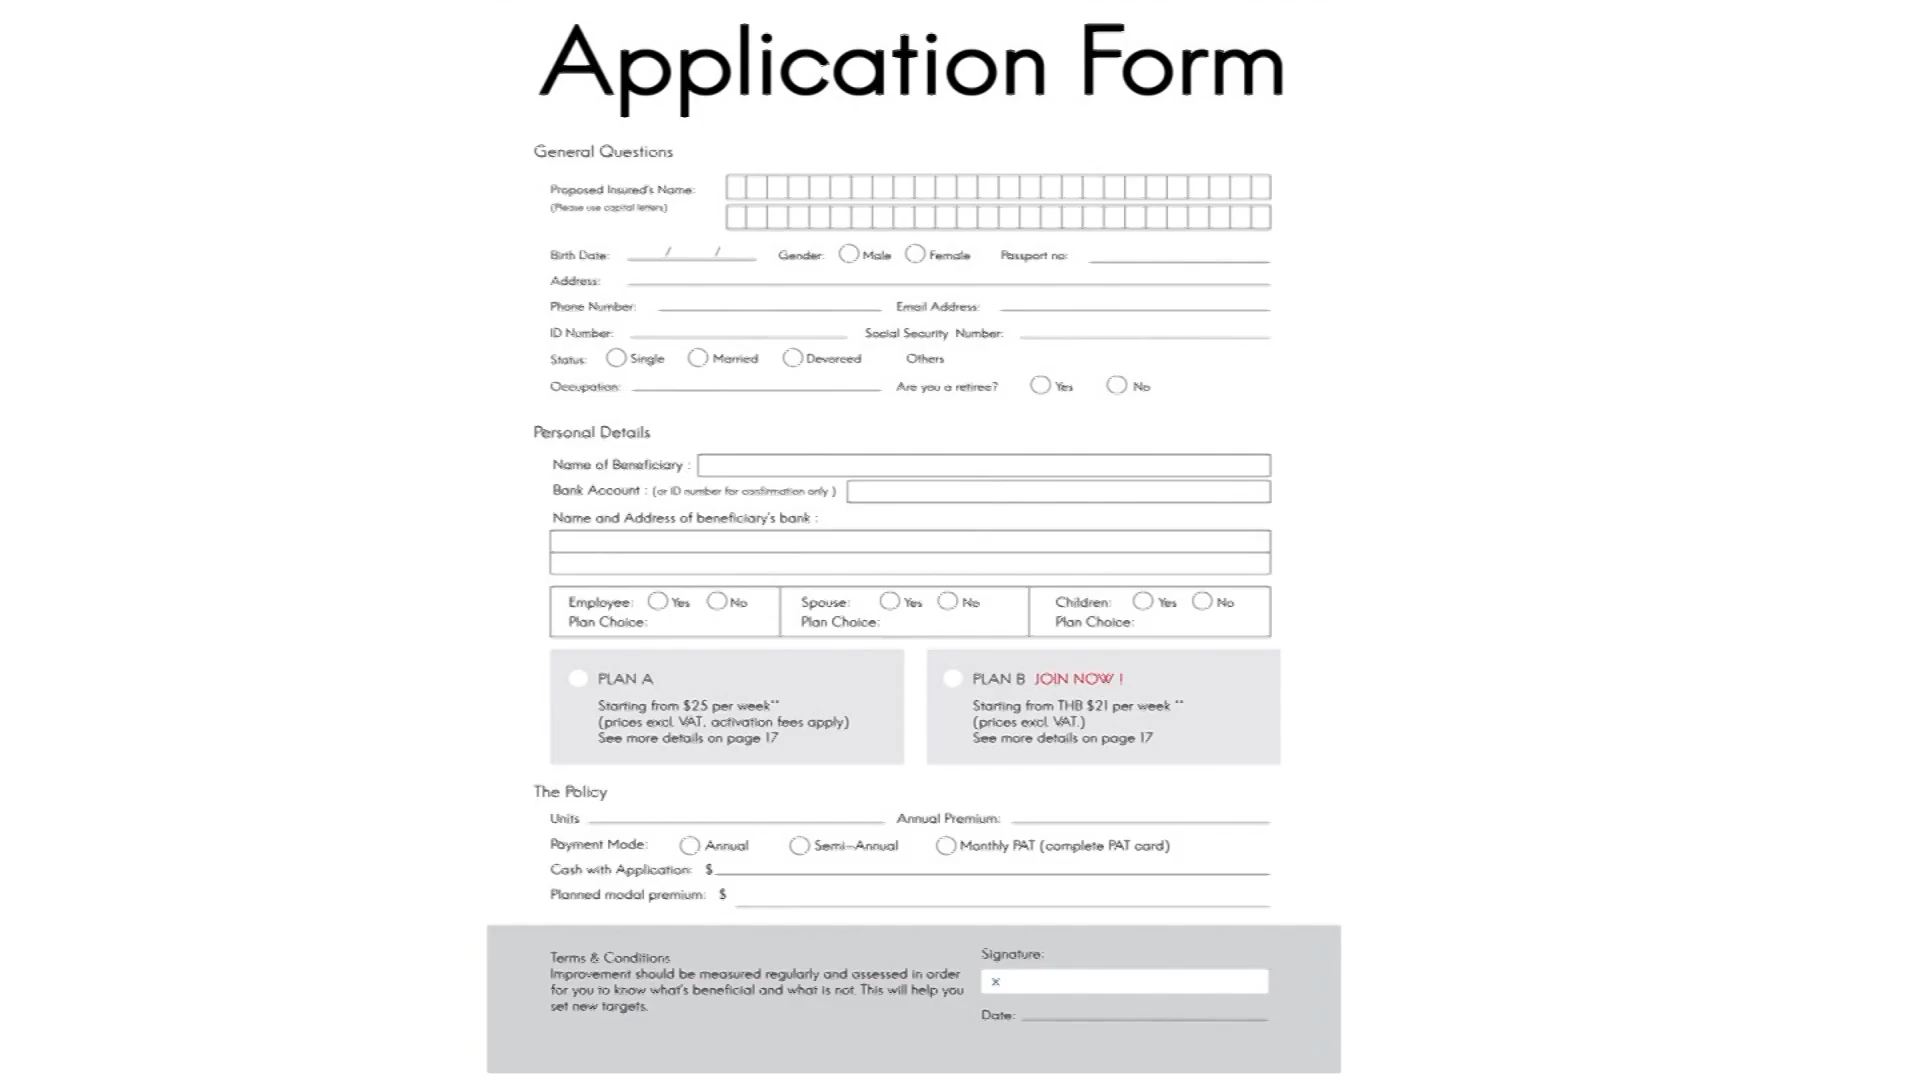 Application Form
General Questions
Proposed Insured's Name:
(Please use capital letters)
Birth Date: / / Gender: Male Female Passport no:
Address:
Phone Number: Email Address:
ID Number: Social Security Number:
Status: Single Married Devorced Others
Occupation: Are you a retiree? Yes No
Personal Details
Name of Beneficiary :
Bank Account : (or ID number for confirmation only )
Name and Address of beneficiary's bank :
Employee: Yes No Spouse: Yes No Children: Yes No
Plan Choice: Plan Choice: Plan Choice:
PLAN A
Starting from $25 per week**
(prices excl. VAT, activation fees apply)
See more details on page 17
PLAN B JOIN NOW !
Starting from THB $21 per week **
(prices excl. VAT.)
See more details on page 17
The Policy
Units Annual Premium:
Payment Mode: Annual Semi-Annual Monthly PAT (complete PAT card)
Cash with Application: $
Planned modal premium: $
Terms & Conditions
Improvement should be measured regularly and assessed in order
for you to know what's beneficial and what is not. This will help you
set new targets.
Signature:
x
Date: